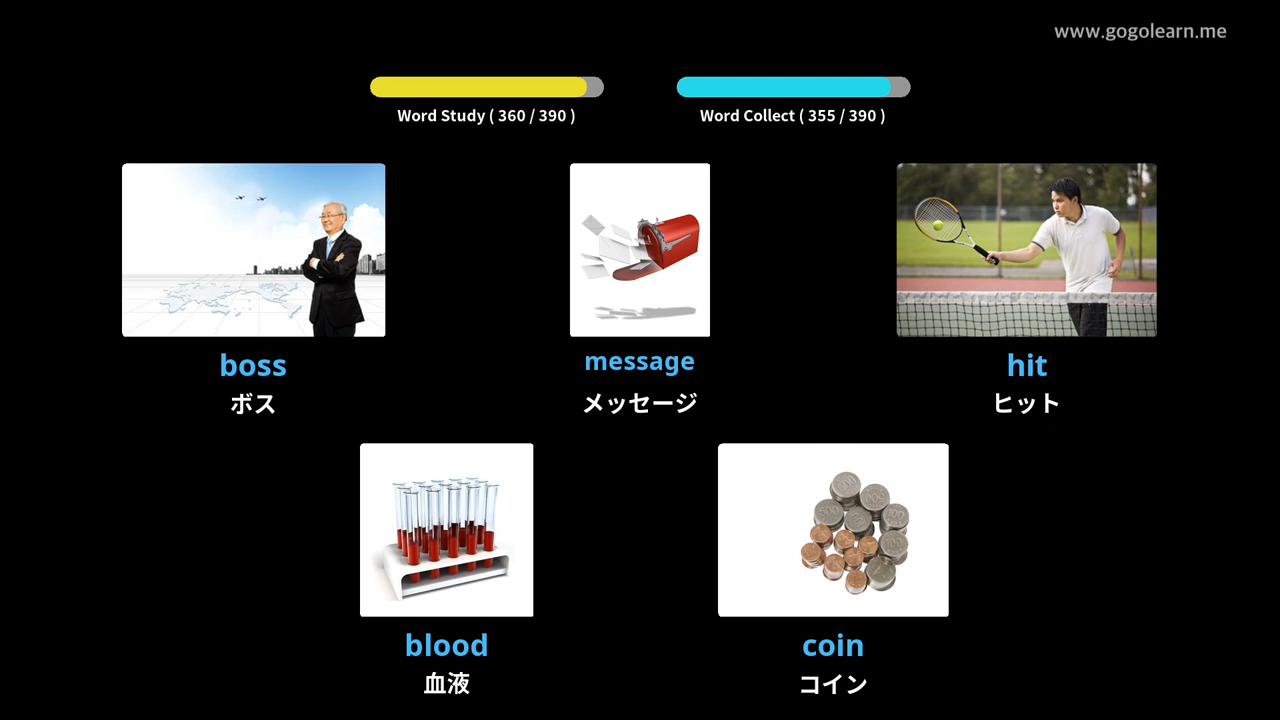 www.gogolearn.me
Word Study ( 360 / 390 )
Word Collect ( 355 / 390 )
boss
ボス
message
メッセージ
hit
ヒット
blood
血液
coin
コイン